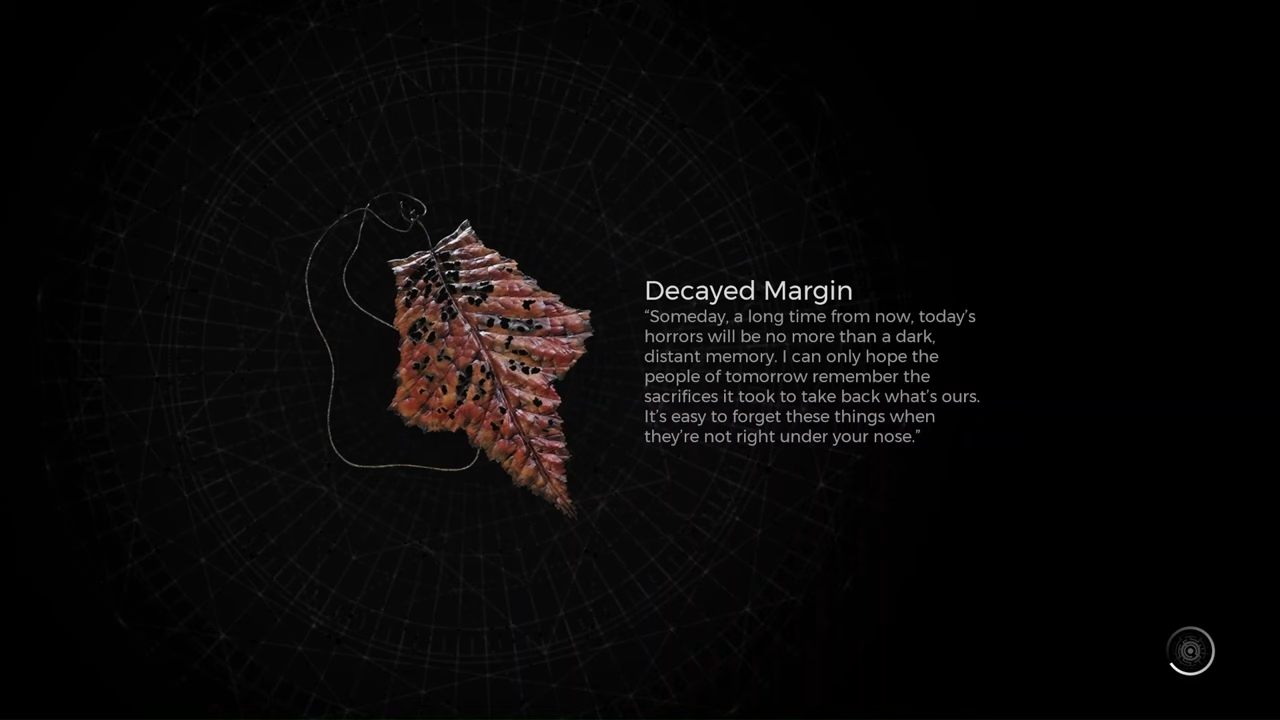 Decayed Margin
“Someday, a long time from now, today’s
horrors will be no more than a dark,
distant memory. I can only hope the
people of tomorrow remember the
sacrifices it took to take back what’s ours.
It’s easy to forget these things when
they’re not right under your nose.”